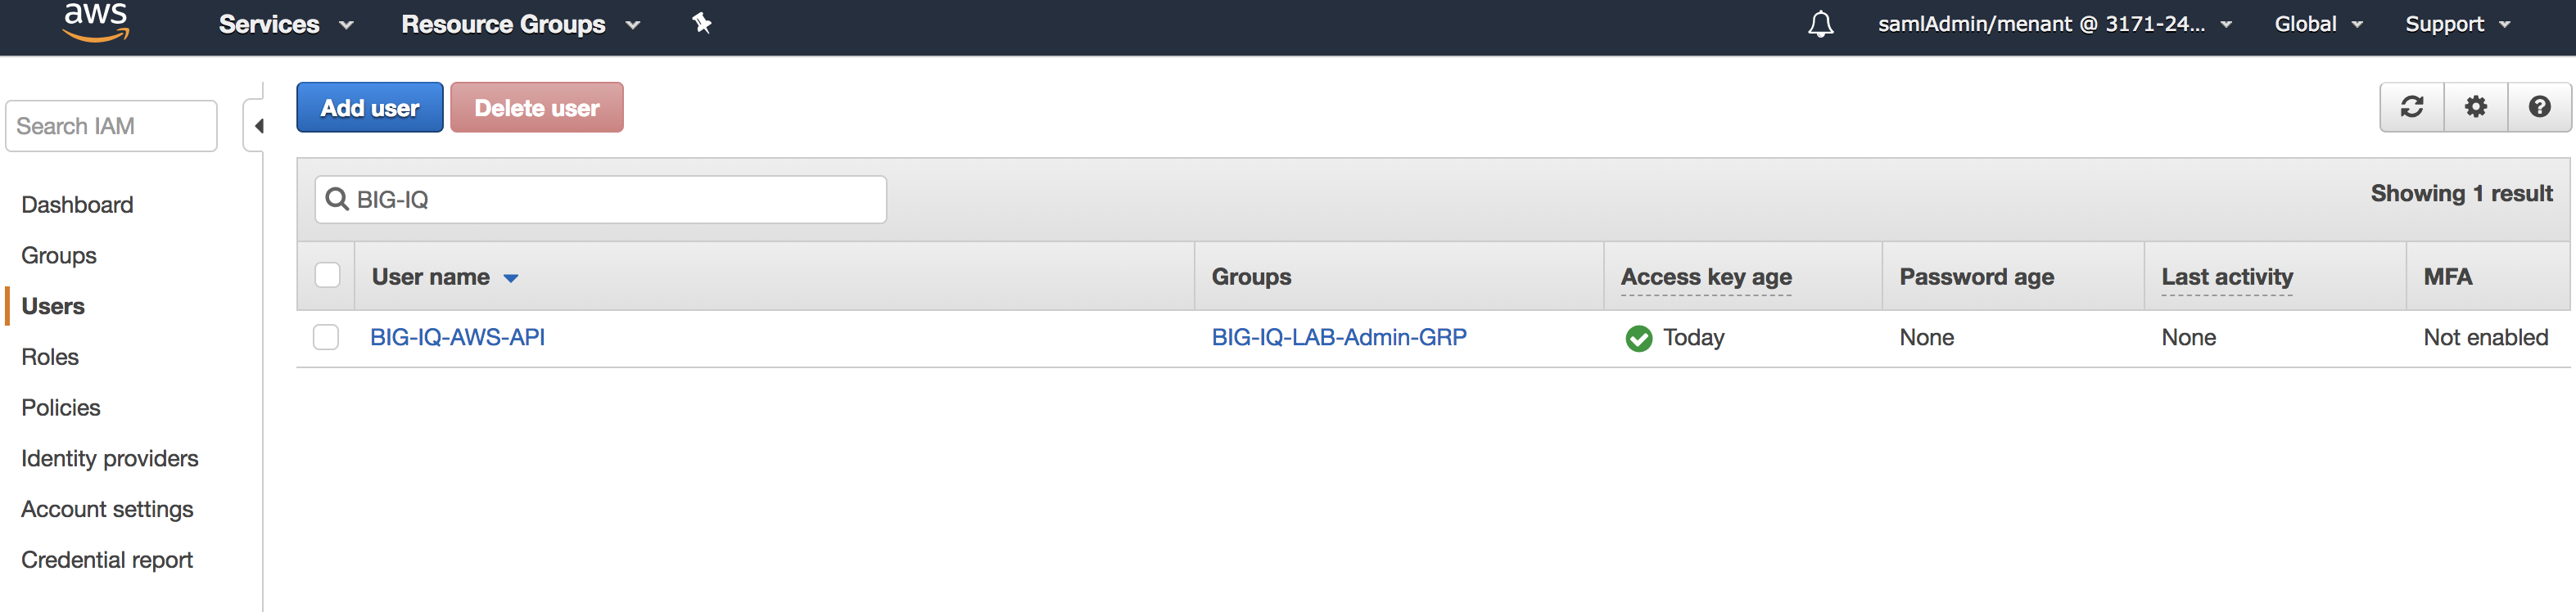 aws
Services
Resource Groups
samlAdmin/menant @ 3171-24...
Global
Support
Search IAM
Dashboard
Groups
Users
Roles
Policies
Identity providers
Account settings
Credential report
Add user
Delete user
BIG-IQ
Showing 1 result
User name
Groups
Access key age
Password age
Last activity
MFA
BIG-IQ-AWS-API
BIG-IQ-LAB-Admin-GRP
Today
None
None
Not enabled